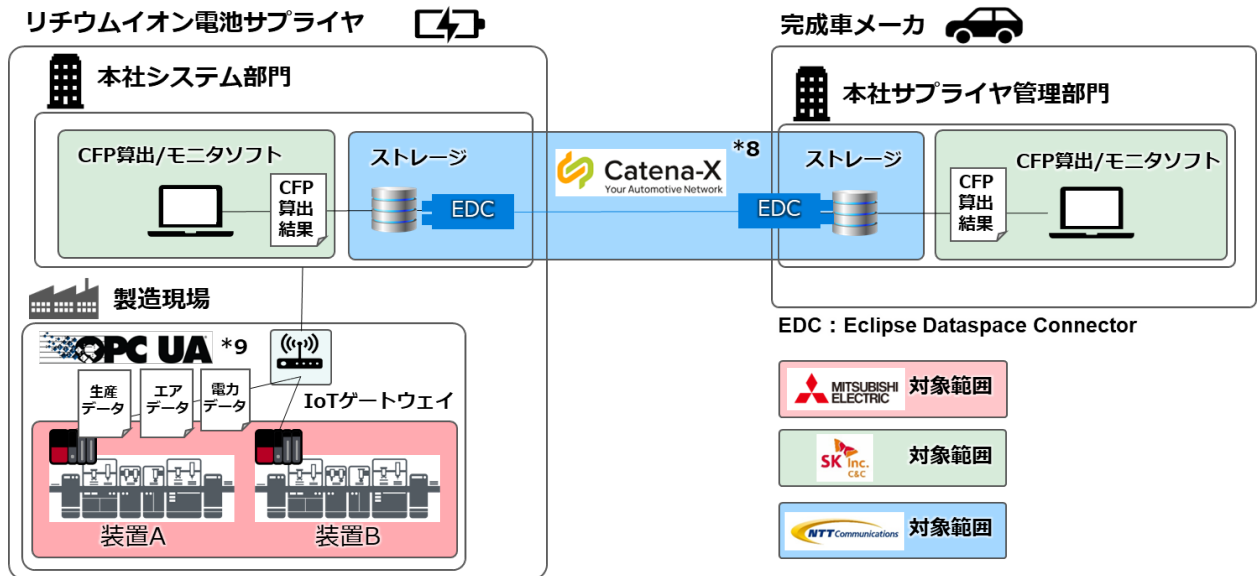 リチウムイオン電池サプライヤ
本社システム部門
CFP算出/モニタソフト
CFP
算出
結果
ストレージ
EDC
Catena-X
Your Automotive Network
*8
完成車メーカ
本社サプライヤ管理部門
EDC
ストレージ
CFP
算出
結果
CFP算出/モニタソフト
製造現場
OPC UA *9
生産
データ
エア
データ
電力
データ
IoTゲートウェイ
装置A
装置B
EDC：Eclipse Dataspace Connector
MITSUBISHI
ELECTRIC
対象範囲
SK Inc.
C&C
対象範囲
NTT Communications
対象範囲